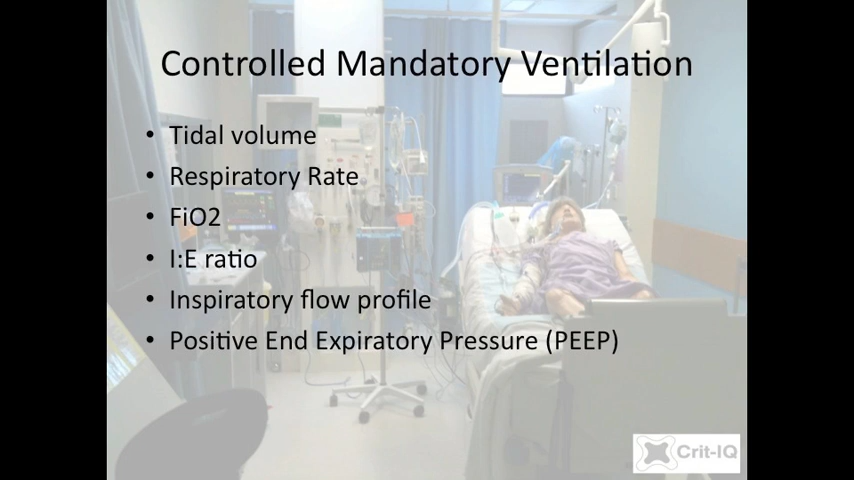 Controlled Mandatory Ventilation
• Tidal volume
• Respiratory Rate
• FiO2
• I:E ratio
• Inspiratory flow profile
• Positive End Expiratory Pressure (PEEP)
Crit-IQ